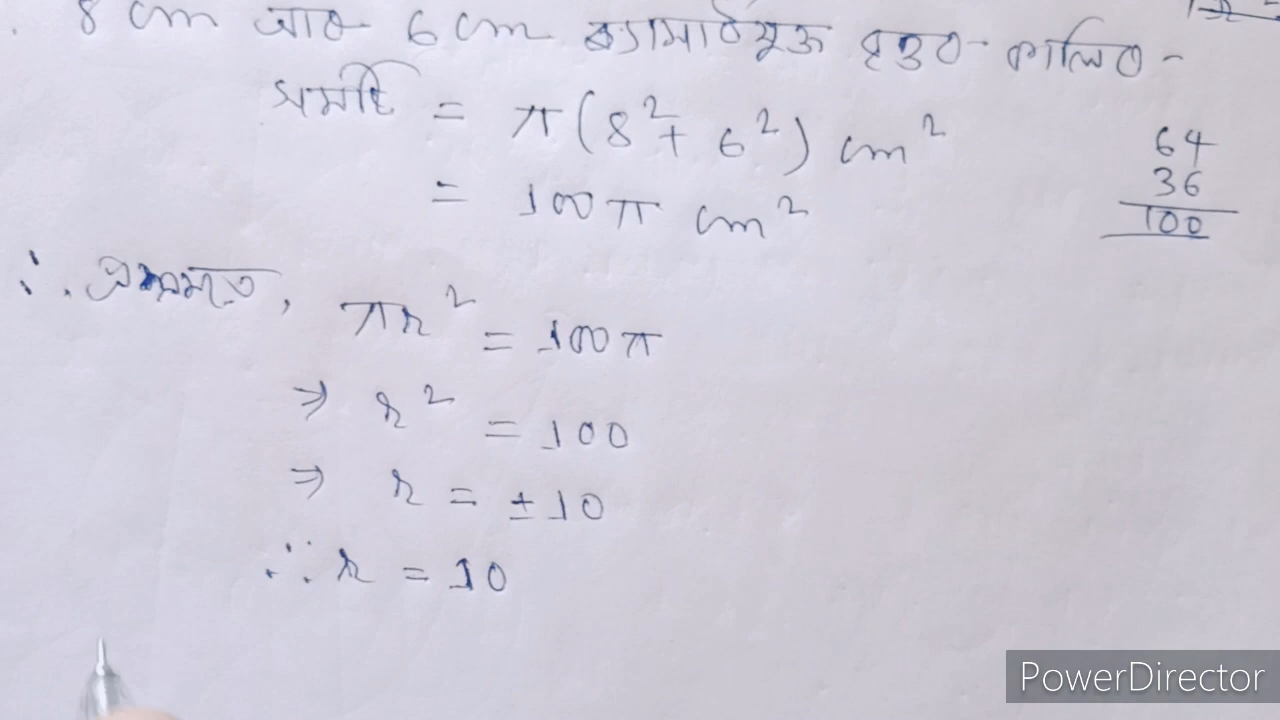 8 cm আৰু 6 cm ব্যাসাৰ্ধযুক্ত বৃত্তৰ কালিৰ -
সমষ্টি = π(8² + 6²) cm²
64
36
100
= 100π cm²
∴ প্ৰশ্নমতে, πr² = 100π
⇒ r² = 100
⇒ r = ±10
∴ r = 10
PowerDirector